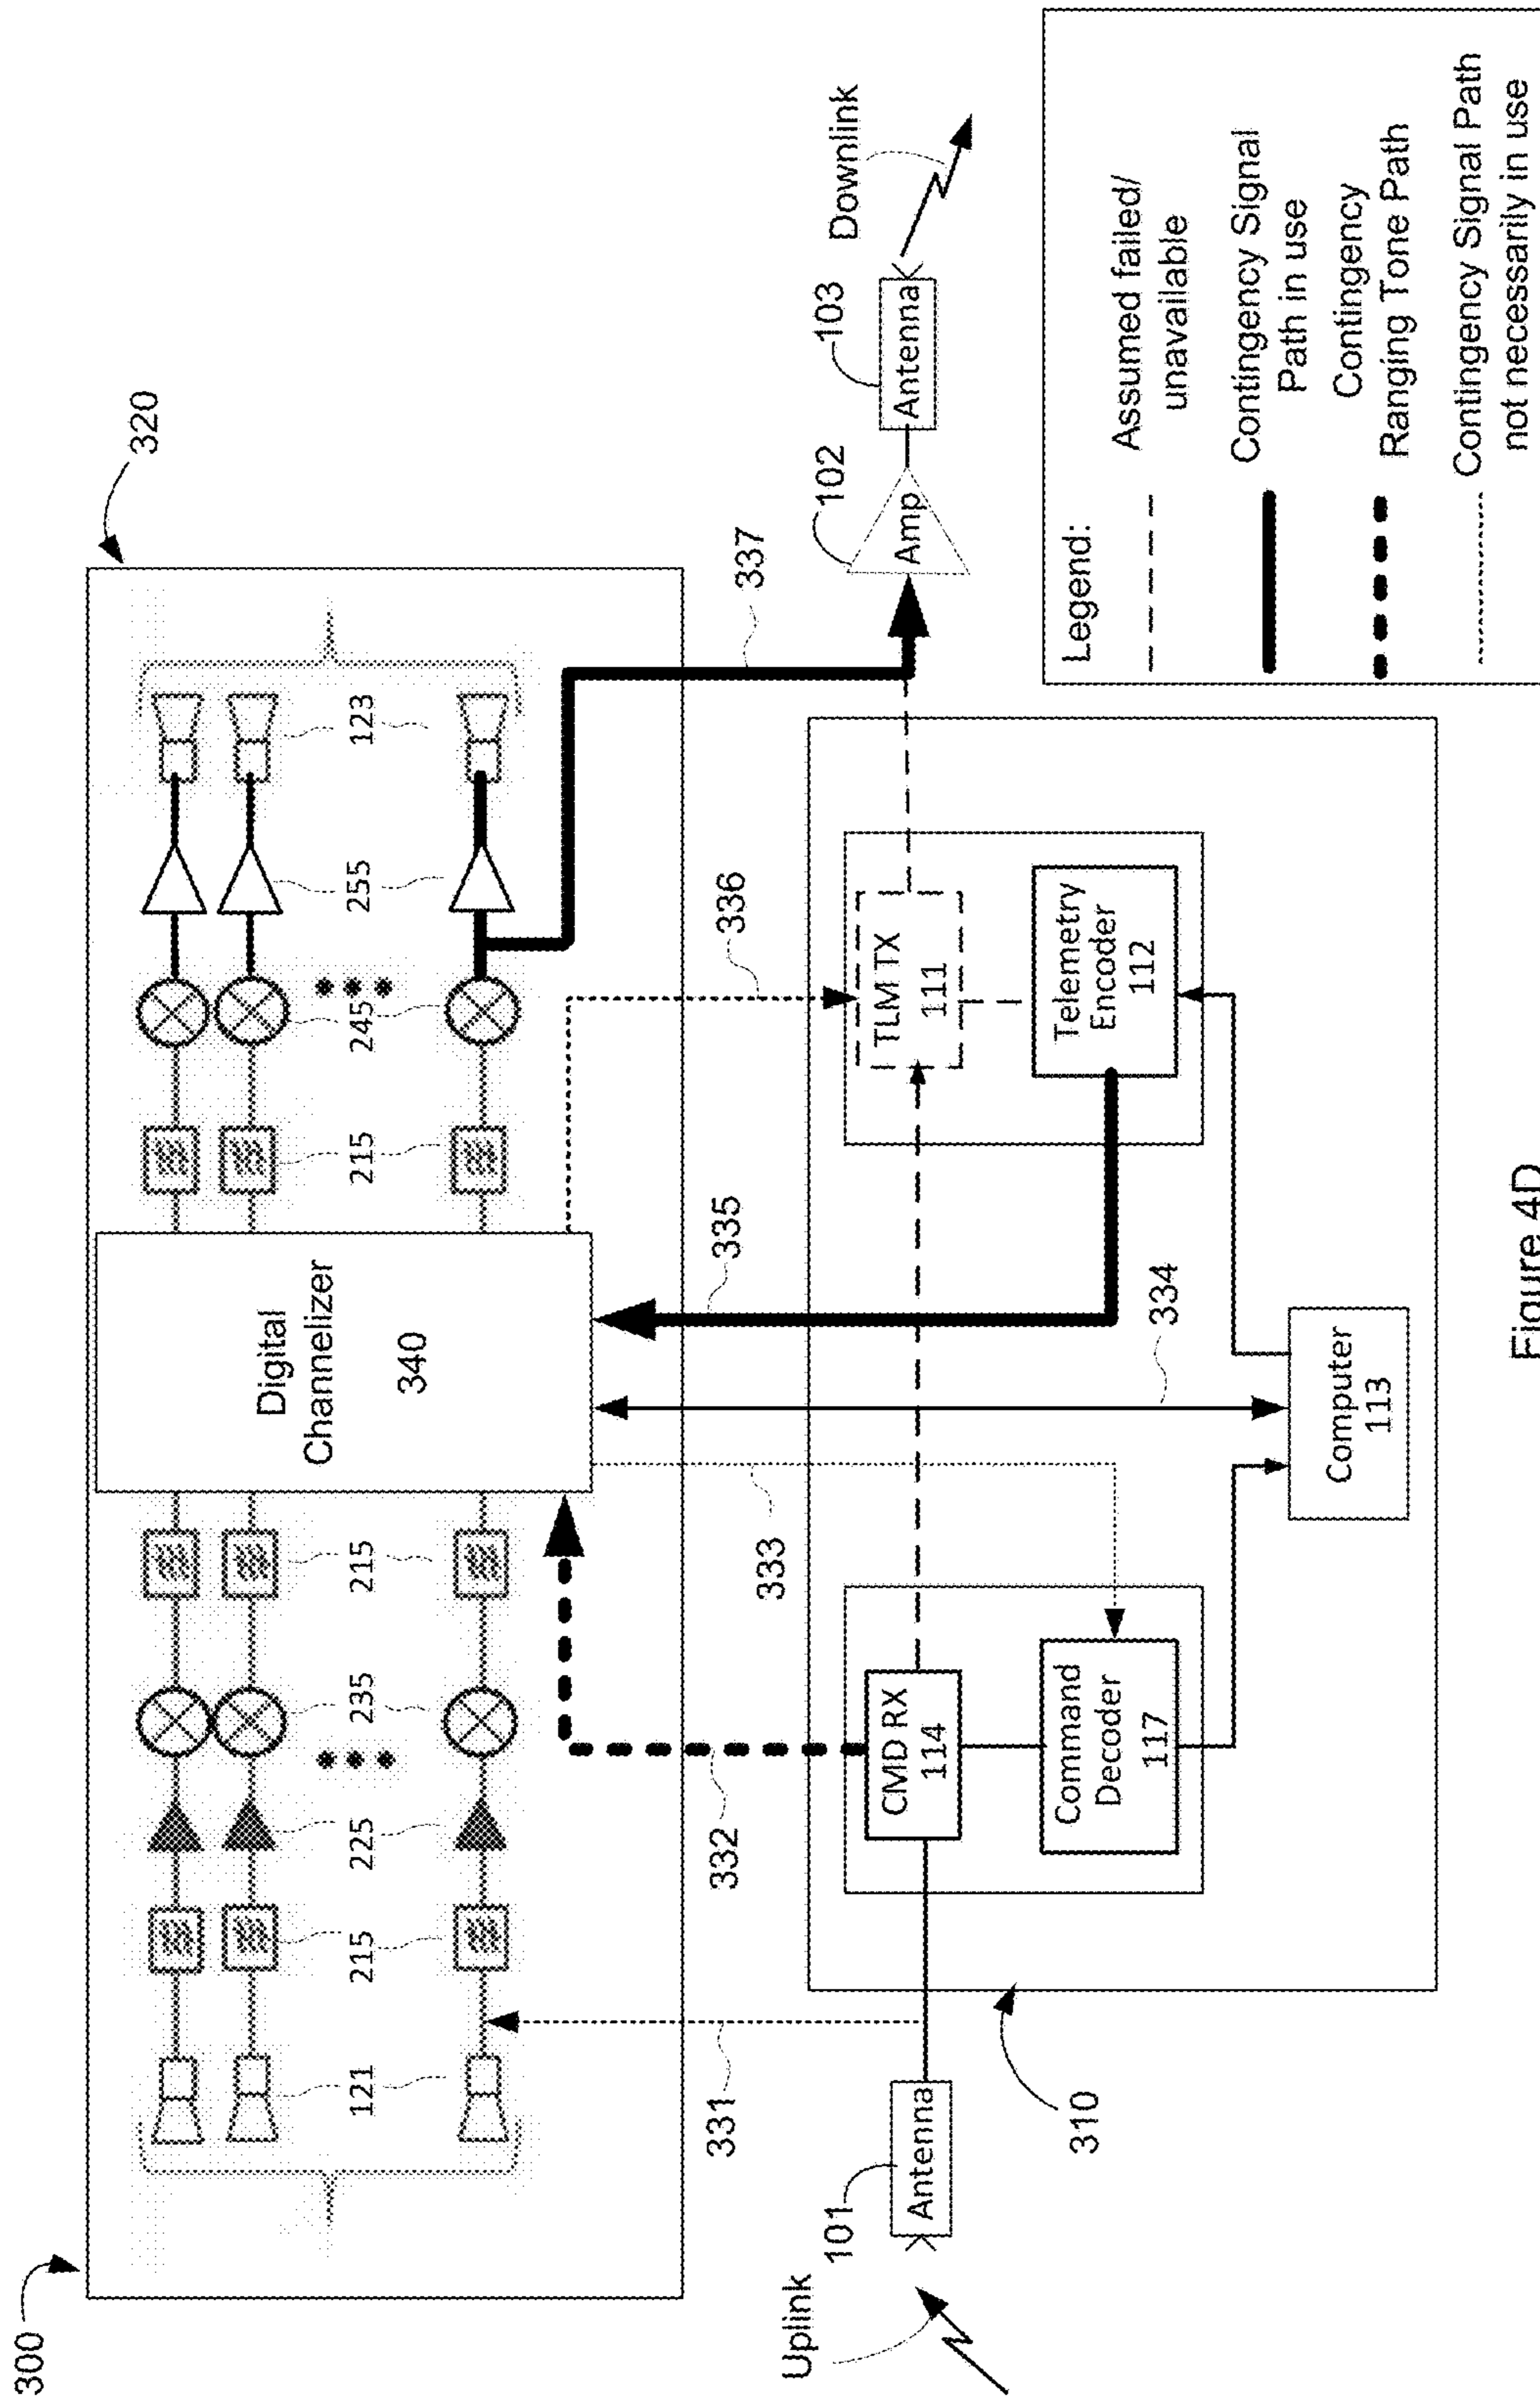 300
320
121
215
225
235
215
Digital
Channelizer
340
215
245
255
123
331
332
333
334
335
336
337
Uplink
101
Antenna
310
CMD RX
114
Command
Decoder
117
Computer
113
TLM TX
111
Telemetry
Encoder
112
102
Amp
103
Antenna
Downlink
Legend:
Assumed failed/
unavailable
Contingency Signal
Path in use
Contingency
Ranging Tone Path
Contingency Signal Path
not necessarily in use
Figure 4D